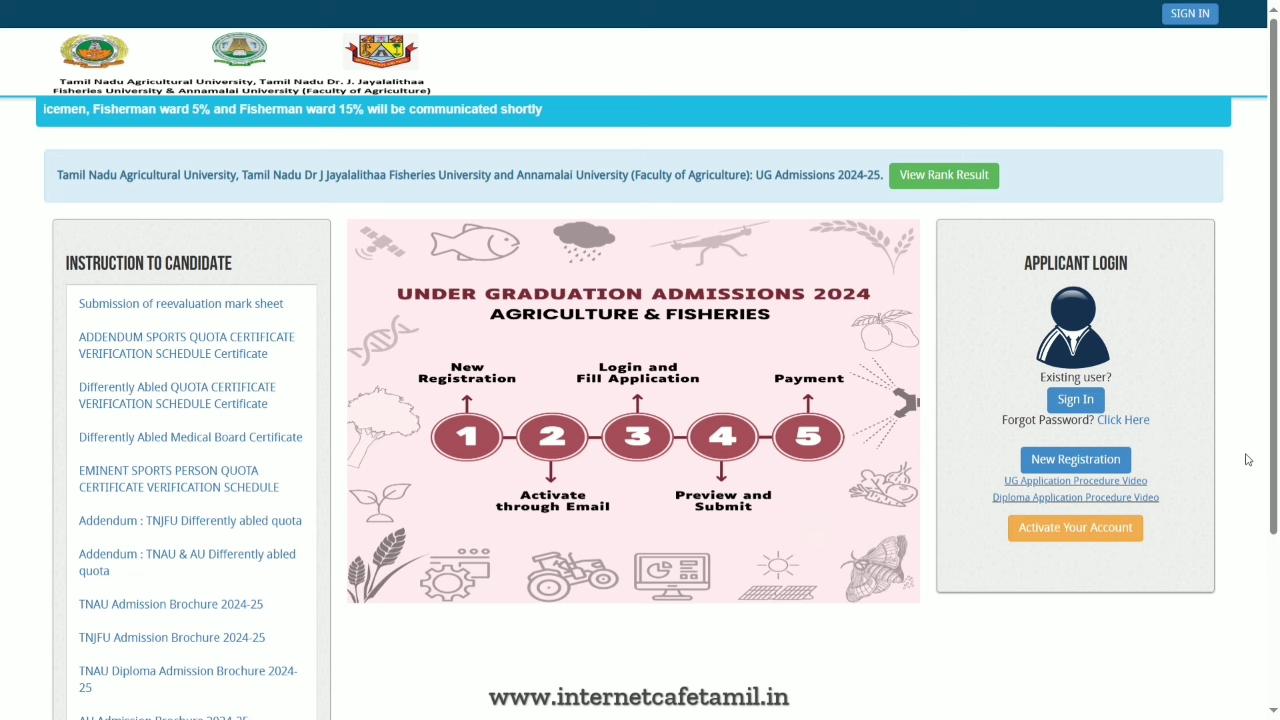 SIGN IN
Tamil Nadu Agricultural University, Tamil Nadu Dr. J. Jayalalithaa
Fisheries University & Annamalai University (Faculty of Agriculture)
icemen, Fisherman ward 5% and Fisherman ward 15% will be communicated shortly
Tamil Nadu Agricultural University, Tamil Nadu Dr J Jayalalithaa Fisheries University and Annamalai University (Faculty of Agriculture): UG Admissions 2024-25. View Rank Result
INSTRUCTION TO CANDIDATE
Submission of reevaluation mark sheet
ADDENDUM SPORTS QUOTA CERTIFICATE
VERIFICATION SCHEDULE Certificate
Differently Abled QUOTA CERTIFICATE
VERIFICATION SCHEDULE Certificate
Differently Abled Medical Board Certificate
EMINENT SPORTS PERSON QUOTA
CERTIFICATE VERIFICATION SCHEDULE
Addendum : TNJFU Differently abled quota
Addendum : TNAU & AU Differently abled
quota
TNAU Admission Brochure 2024-25
TNJFU Admission Brochure 2024-25
TNAU Diploma Admission Brochure 2024-
25
AU Admission Brochure 2024-25
UNDER GRADUATION ADMISSIONS 2024
AGRICULTURE & FISHERIES
New
Registration
Login and
Fill Application
Payment
1 2 3 4 5
Activate
through Email
Preview and
Submit
APPLICANT LOGIN
Existing user?
Sign In
Forgot Password? Click Here
New Registration
UG Application Procedure Video
Diploma Application Procedure Video
Activate Your Account
www.internetcafetamil.in